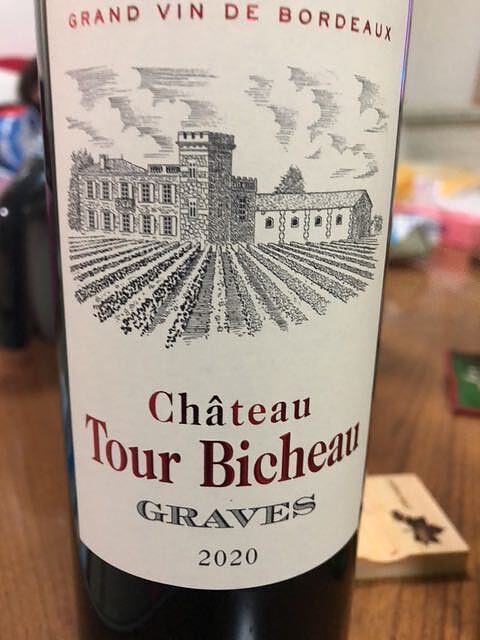 GRAND VIN DE BORDEAUX
Château
Tour Bicheau
GRAVES
2020